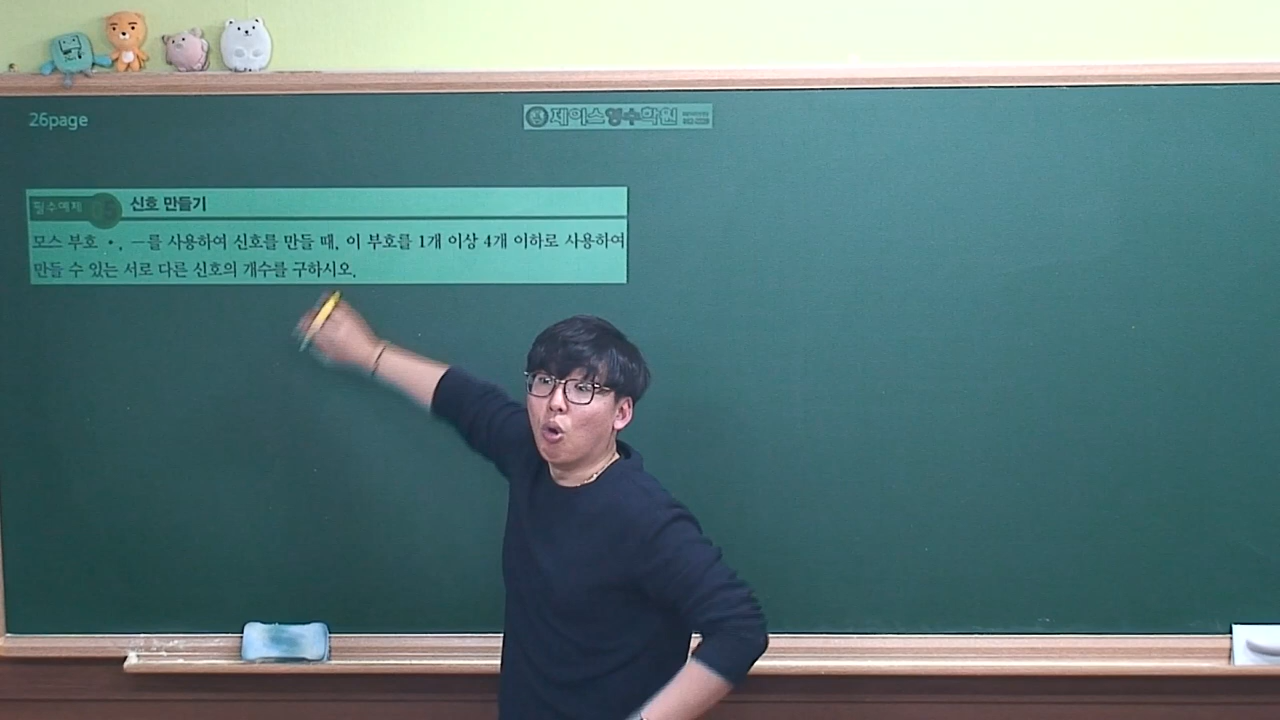 26page
제이스영수학원
필수예제
신호 만들기
모스 부호 •, ―를 사용하여 신호를 만들 때, 이 부호를 1개 이상 4개 이하로 사용하여
만들 수 있는 서로 다른 신호의 개수를 구하시오.